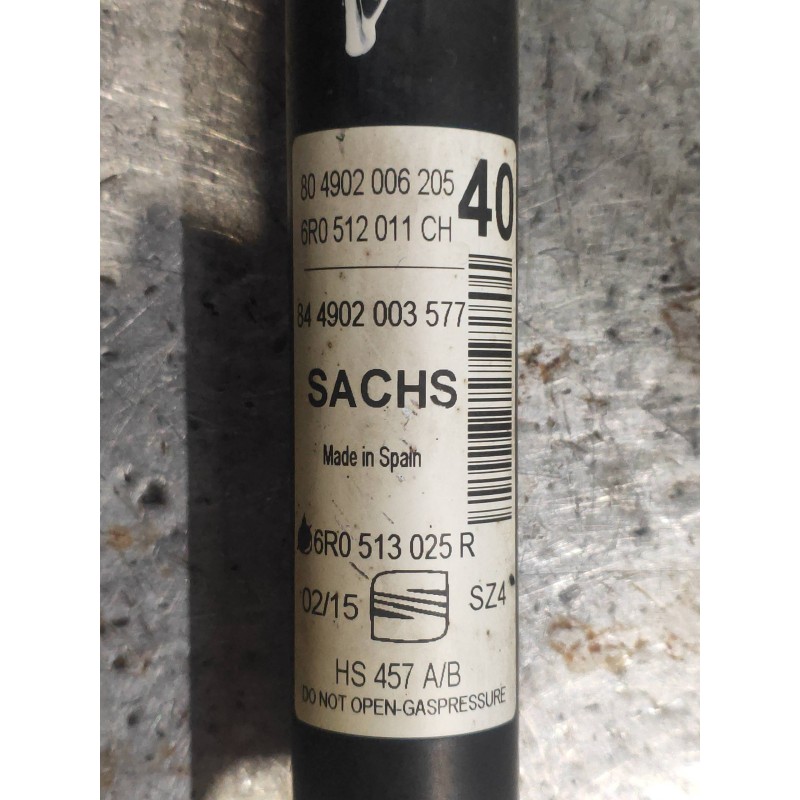 80 4902 006 205
40
6R0 512 011 CH
84 4902 003 577
SACHS
Made in Spain
6R0 513 025 R
02/15
SZ4
HS 457 A/B
DO NOT OPEN-GASPRESSURE